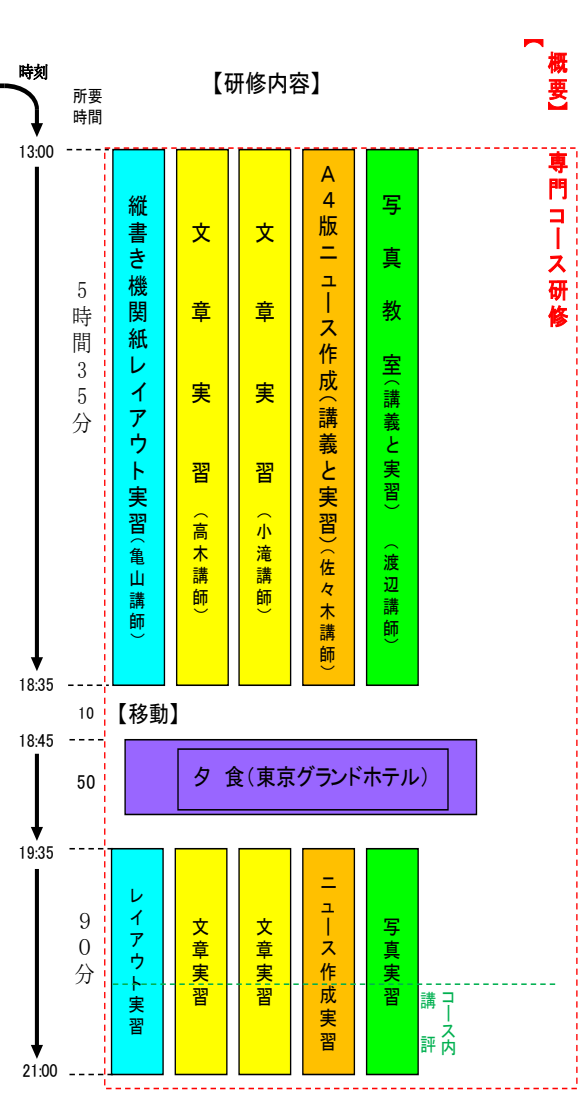 【概要】 専門コース研修
時刻
所要
時間
【研修内容】
13:00
5時間35分
縦書き機関紙レイアウト実習(亀山講師)
文章実習(高木講師)
文章実習(小滝講師)
A4版ニュース作成(講義と実習)(佐々木講師)
写真教室(講義と実習)(渡辺講師)
18:35
10
【移動】
18:45
50
夕 食(東京グランドホテル)
19:35
90分
レイアウト実習
文章実習
文章実習
ニュース作成実習
写真実習
コース内
講 評
21:00